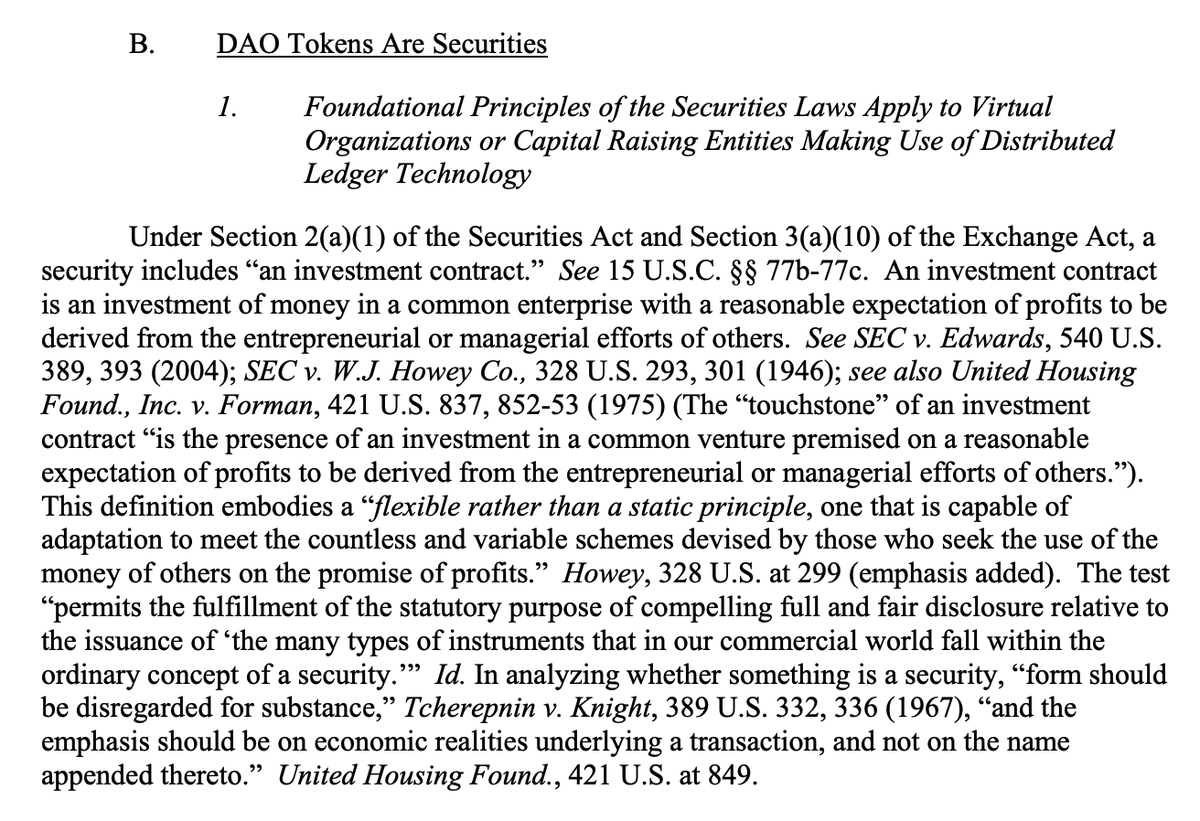 B. DAO Tokens Are Securities
1. Foundational Principles of the Securities Laws Apply to Virtual
Organizations or Capital Raising Entities Making Use of Distributed
Ledger Technology
Under Section 2(a)(1) of the Securities Act and Section 3(a)(10) of the Exchange Act, a
security includes “an investment contract.” See 15 U.S.C. §§ 77b-77c. An investment contract
is an investment of money in a common enterprise with a reasonable expectation of profits to be
derived from the entrepreneurial or managerial efforts of others. See SEC v. Edwards, 540 U.S.
389, 393 (2004); SEC v. W.J. Howey Co., 328 U.S. 293, 301 (1946); see also United Housing
Found., Inc. v. Forman, 421 U.S. 837, 852-53 (1975) (The “touchstone” of an investment
contract “is the presence of an investment in a common venture premised on a reasonable
expectation of profits to be derived from the entrepreneurial or managerial efforts of others.”).
This definition embodies a “flexible rather than a static principle, one that is capable of
adaptation to meet the countless and variable schemes devised by those who seek the use of the
money of others on the promise of profits.” Howey, 328 U.S. at 299 (emphasis added). The test
“permits the fulfillment of the statutory purpose of compelling full and fair disclosure relative to
the issuance of ‘the many types of instruments that in our commercial world fall within the
ordinary concept of a security.’” Id. In analyzing whether something is a security, “form should
be disregarded for substance,” Tcherepnin v. Knight, 389 U.S. 332, 336 (1967), “and the
emphasis should be on economic realities underlying a transaction, and not on the name
appended thereto.” United Housing Found., 421 U.S. at 849.